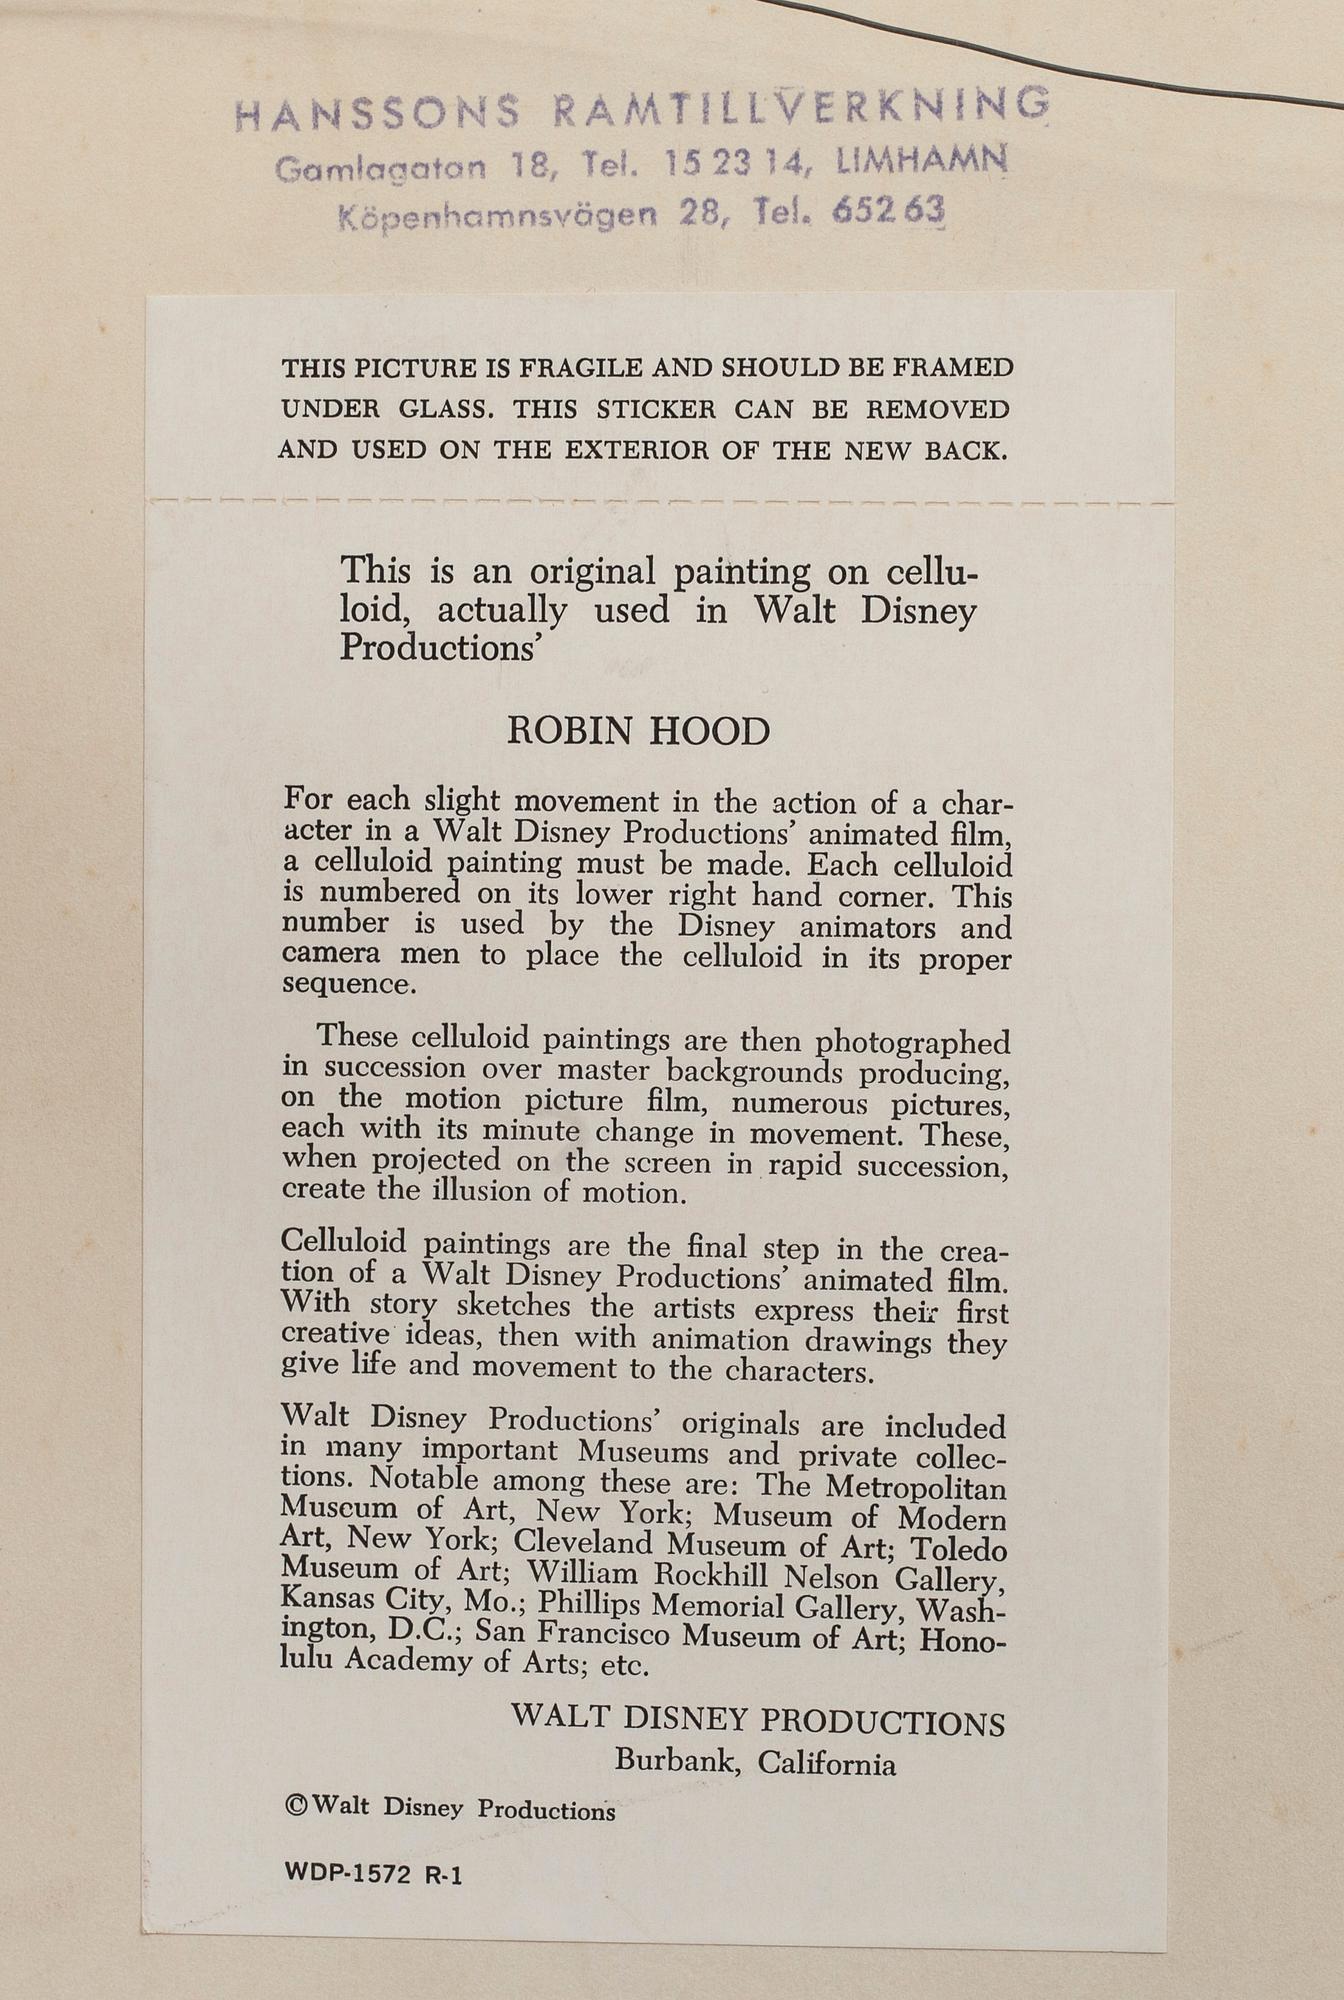 HANSSONS RAMTILLVERKNING
Gamlagatan 18, Tel. 15 23 14, LIMHAMN
Köpenhamnsvägen 28, Tel. 652 63
THIS PICTURE IS FRAGILE AND SHOULD BE FRAMED
UNDER GLASS. THIS STICKER CAN BE REMOVED
AND USED ON THE EXTERIOR OF THE NEW BACK.
This is an original painting on cellu-
loid, actually used in Walt Disney
Productions’
ROBIN HOOD
For each slight movement in the action of a char-
acter in a Walt Disney Productions’ animated film,
a celluloid painting must be made. Each celluloid
is numbered on its lower right hand corner. This
number is used by the Disney animators and
camera men to place the celluloid in its proper
sequence.
These celluloid paintings are then photographed
in succession over master backgrounds producing,
on the motion picture film, numerous pictures,
each with its minute change in movement. These,
when projected on the screen in rapid succession,
create the illusion of motion.
Celluloid paintings are the final step in the crea-
tion of a Walt Disney Productions’ animated film.
With story sketches the artists express their first
creative ideas, then with animation drawings they
give life and movement to the characters.
Walt Disney Productions’ originals are included
in many important Museums and private collec-
tions. Notable among these are: The Metropolitan
Museum of Art, New York; Museum of Modern
Art, New York; Cleveland Museum of Art; Toledo
Museum of Art; William Rockhill Nelson Gallery,
Kansas City, Mo.; Phillips Memorial Gallery, Wash-
ington, D.C.; San Francisco Museum of Art; Hono-
lulu Academy of Arts; etc.
WALT DISNEY PRODUCTIONS
Burbank, California
©Walt Disney Productions
WDP-1572 R-1